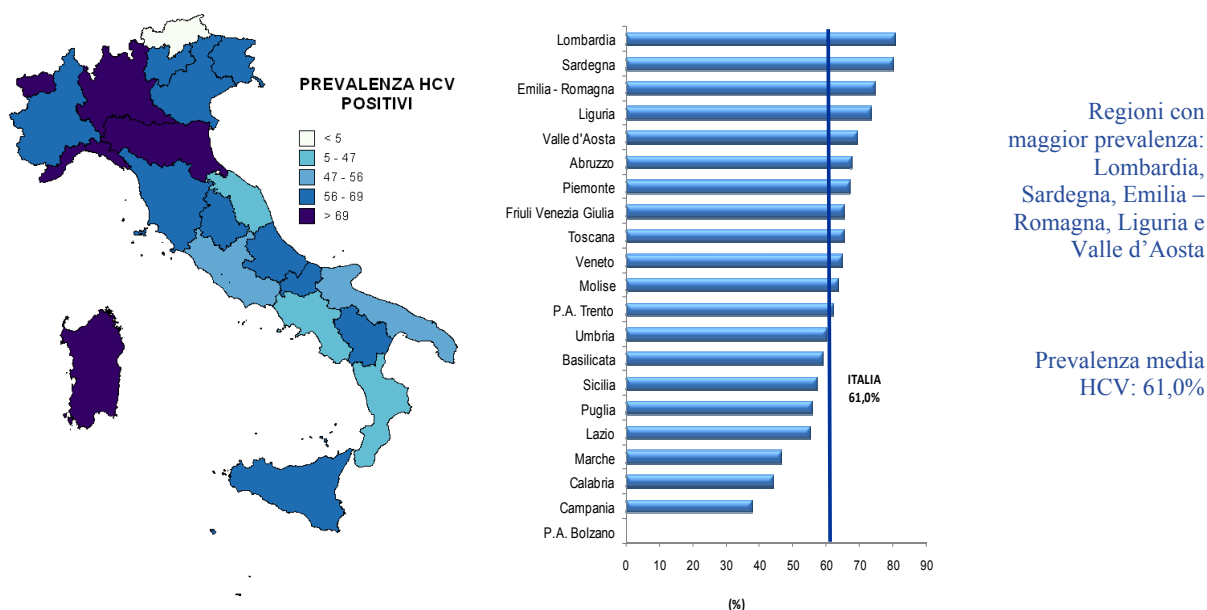 PREVALENZA HCV
POSITIVI
< 5
5 - 47
47 - 56
56 - 69
> 69
Lombardia
Sardegna
Emilia - Romagna
Liguria
Valle d'Aosta
Abruzzo
Piemonte
Friuli Venezia Giulia
Toscana
Veneto
Molise
P.A. Trento
Umbria
Basilicata
Sicilia
Puglia
Lazio
Marche
Calabria
Campania
P.A. Bolzano
ITALIA
61,0%
0 10 20 30 40 50 60 70 80 90
(%)
Regioni con
maggior prevalenza:
Lombardia,
Sardegna, Emilia –
Romagna, Liguria e
Valle d’Aosta
Prevalenza media
HCV: 61,0%